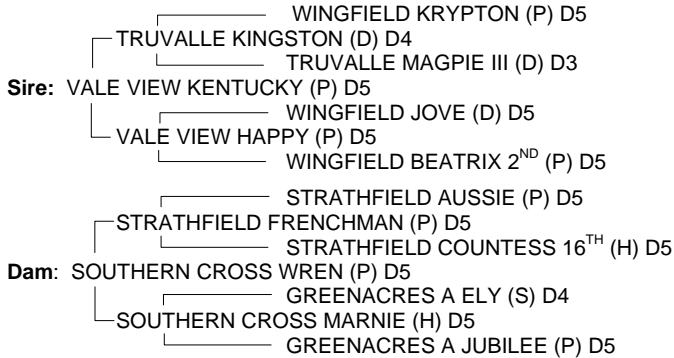 WINGFIELD KRYPTON (P) D5
TRUVALLE KINGSTON (D) D4
TRUVALLE MAGPIE III (D) D3
Sire: VALE VIEW KENTUCKY (P) D5
WINGFIELD JOVE (D) D5
VALE VIEW HAPPY (P) D5
WINGFIELD BEATRIX 2ND (P) D5
STRATHFIELD AUSSIE (P) D5
STRATHFIELD FRENCHMAN (P) D5
STRATHFIELD COUNTESS 16TH (H) D5
Dam: SOUTHERN CROSS WREN (P) D5
GREENACRES A ELY (S) D4
SOUTHERN CROSS MARNIE (H) D5
GREENACRES A JUBILEE (P) D5